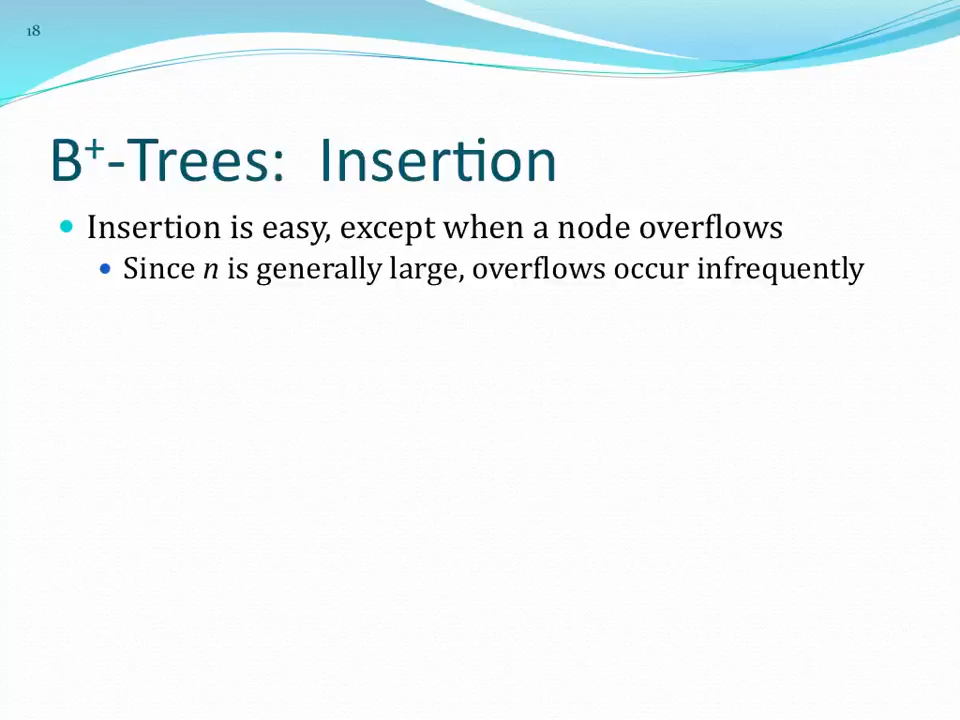 18
B⁺-Trees: Insertion
• Insertion is easy, except when a node overflows
• Since n is generally large, overflows occur infrequently